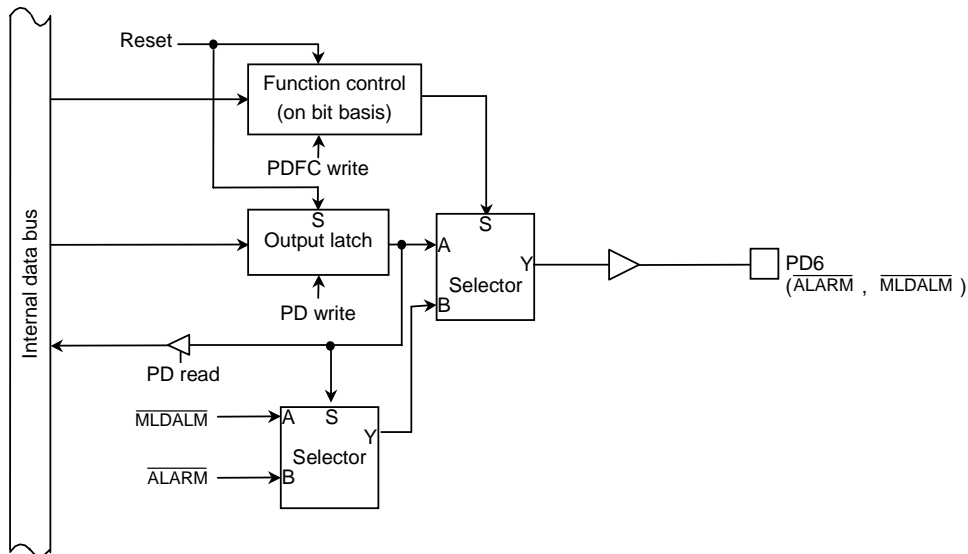 Reset
Function control
(on bit basis)
PDFC write
S
Output latch
PD write
Internal data bus
S
A
Y
Selector
B
PD6
(ALARM , MLDALM )
PD read
MLDALM
A
S
Y
Selector
ALARM
B